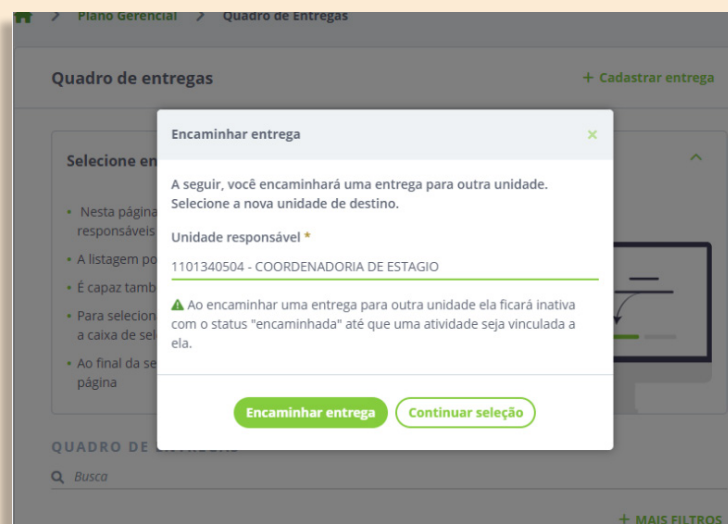 > Plano Gerencial > Quadro de Entregas
Quadro de entregas
+ Cadastrar entrega
Encaminhar entrega ×
A seguir, você encaminhará uma entrega para outra unidade.
Selecione a nova unidade de destino.
Unidade responsável *
1101340504 - COORDENADORIA DE ESTAGIO
Ao encaminhar uma entrega para outra unidade ela ficará inativa
com o status "encaminhada" até que uma atividade seja vinculada a
ela.
Encaminhar entrega
Continuar seleção
Selecione en
• Nesta página
responsáveis
• A listagem po
• É capaz tamb
• Para selecion
a caixa de sel
• Ao final da se
página
QUADRO DE
Busca
+ MAIS FILTROS